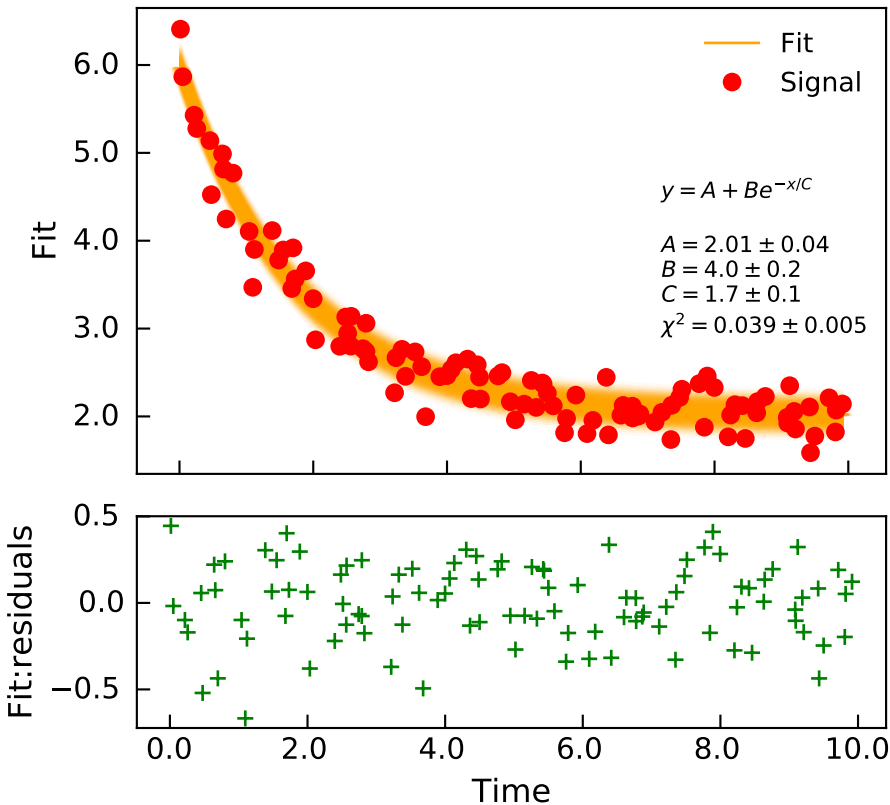 6.0
5.0
4.0
3.0
2.0
Fit
Fit
Signal
y = A + Be^{−x/C}
A = 2.01 ± 0.04
B = 4.0 ± 0.2
C = 1.7 ± 0.1
χ² = 0.039 ± 0.005
0.5
0.0
−0.5
Fit:residuals
0.0 2.0 4.0 6.0 8.0 10.0
Time